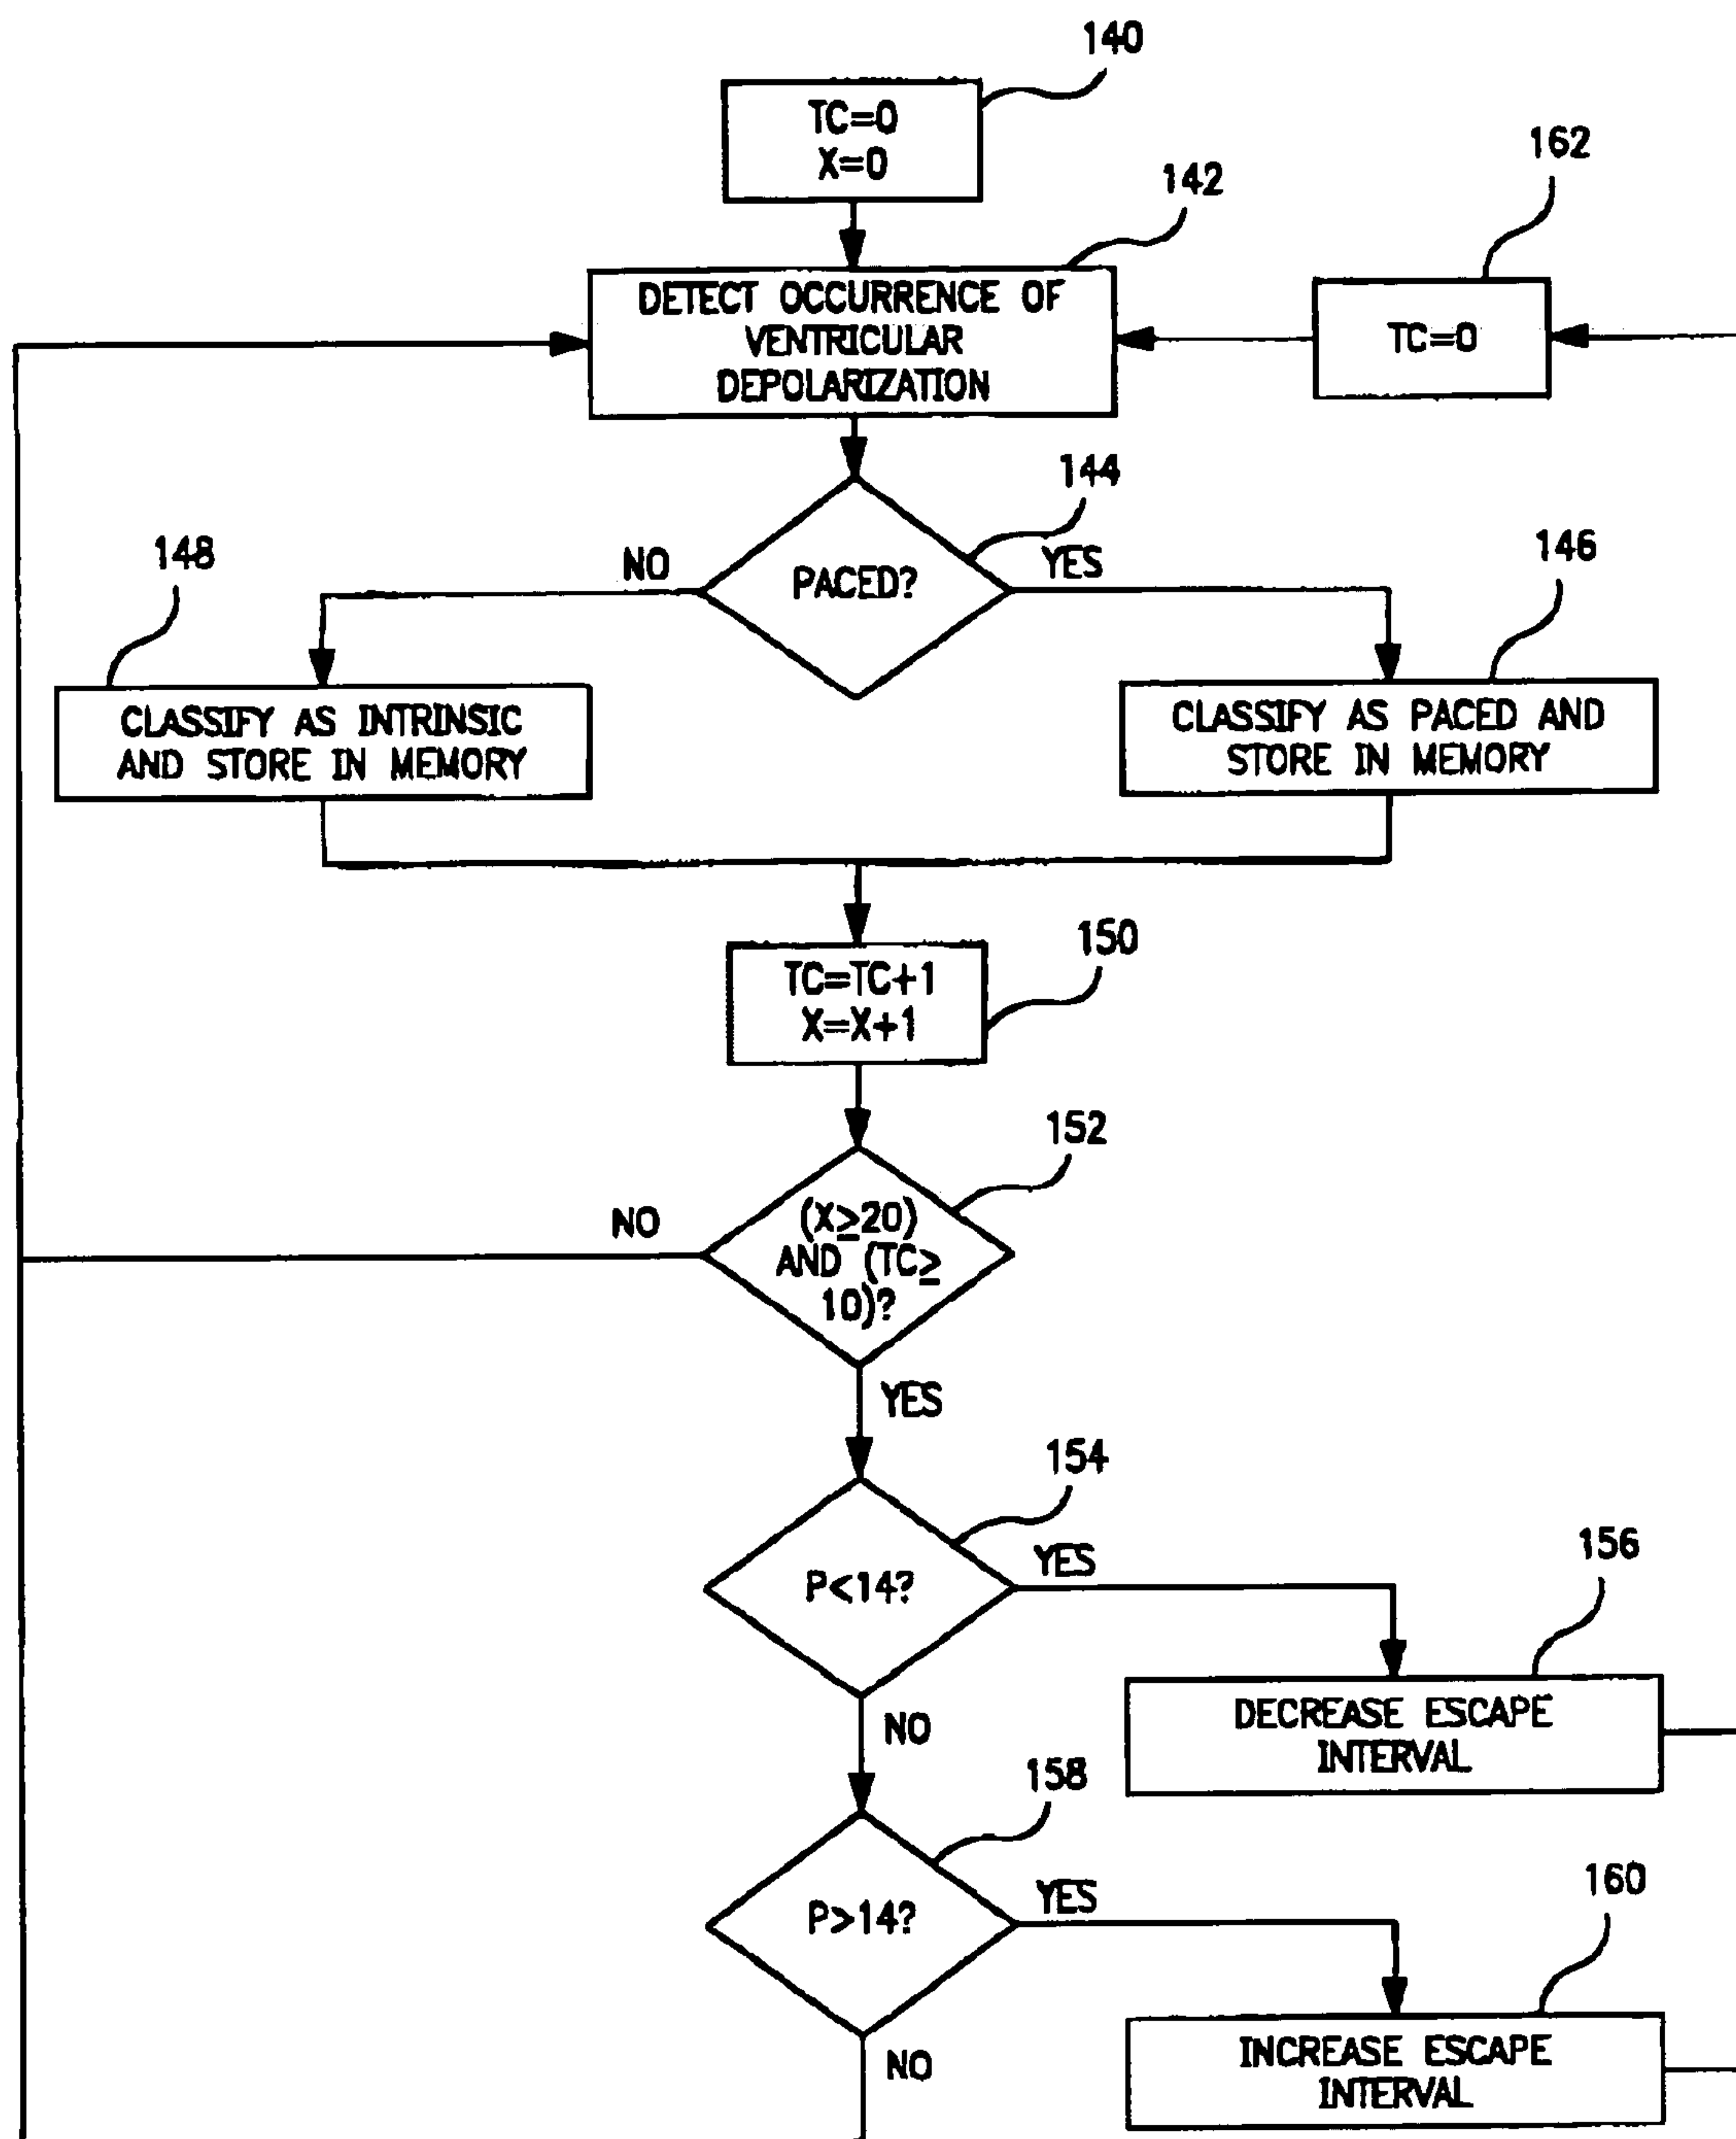 140
TC=0
X=0
162
142
DETECT OCCURRENCE OF
VENTRICULAR
DEPOLARIZATION
TC=0
144
148
NO
PACED?
YES
146
CLASSIFY AS INTRINSIC
AND STORE IN MEMORY
CLASSIFY AS PACED AND
STORE IN MEMORY
150
TC=TC+1
X=X+1
152
NO
(X≥20)
AND (TC≥
10)?
YES
154
P<14?
YES
156
DECREASE ESCAPE
INTERVAL
NO
158
P>14?
YES
160
INCREASE ESCAPE
INTERVAL
NO